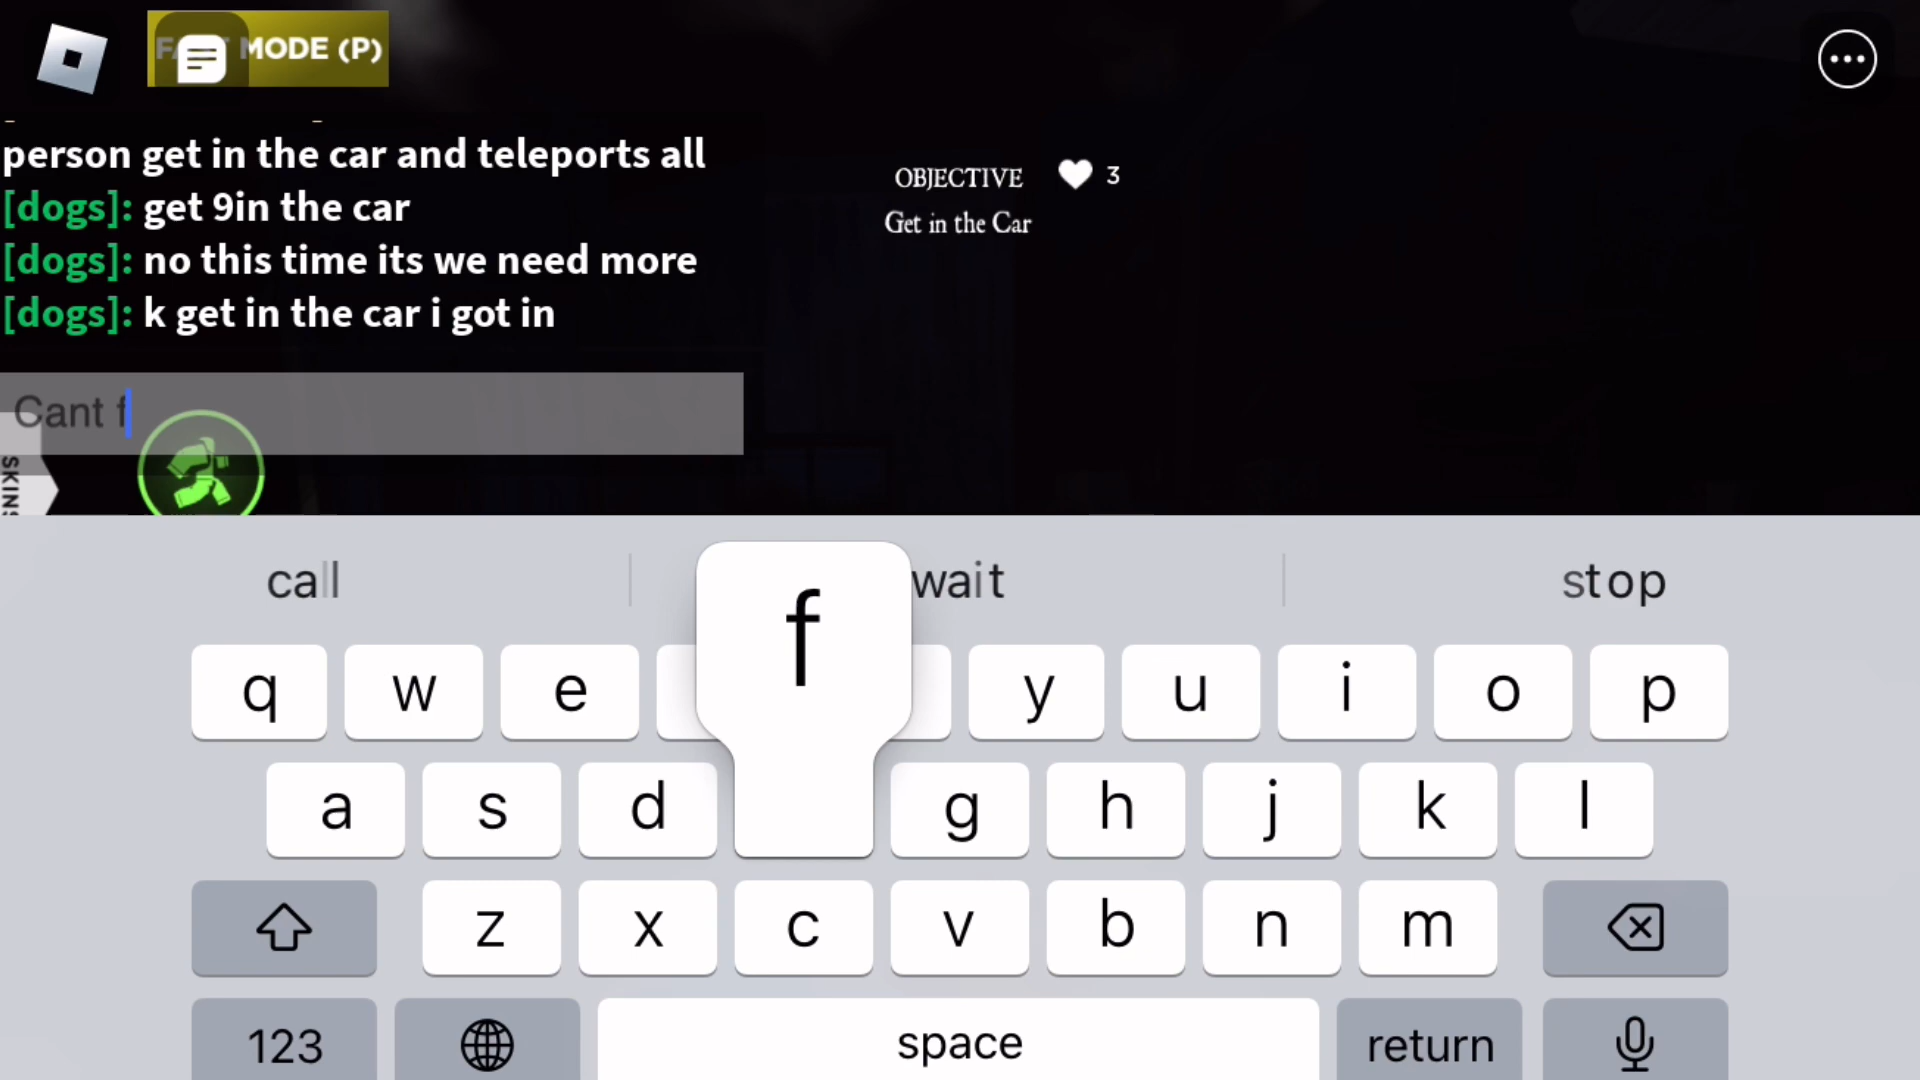 MODE (P)
person get in the car and teleports all
[dogs]: get 9in the car
[dogs]: no this time its we need more
[dogs]: k get in the car i got in
OBJECTIVE
3
Get in the Car
Cant f
SKINS
call
wait
stop
f
q w e y u i o p
a s d g h j k l
z x c v b n m
123
space
return